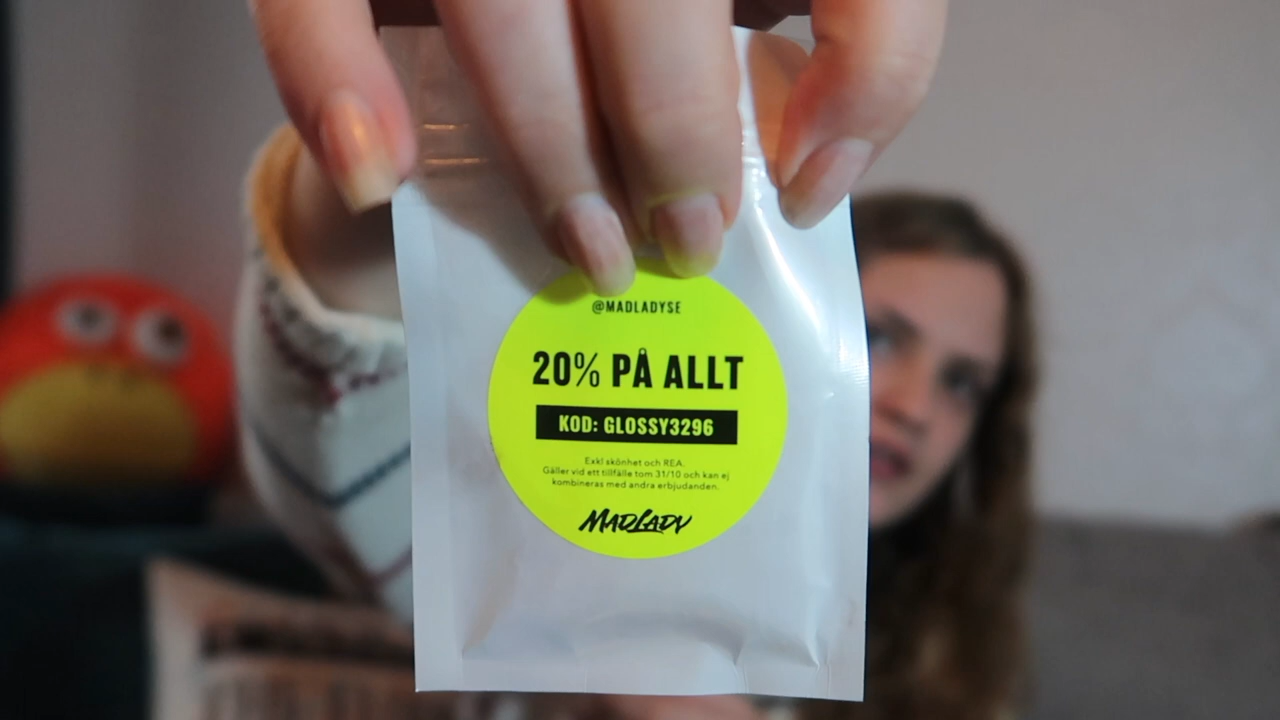 @MADLADYSE
20% PÅ ALLT
KOD: GLOSSY3296
Exkl skönhet och REA.
Gäller vid ett tillfälle tom 31/10 och kan ej
kombineras med andra erbjudanden.
MADLADY